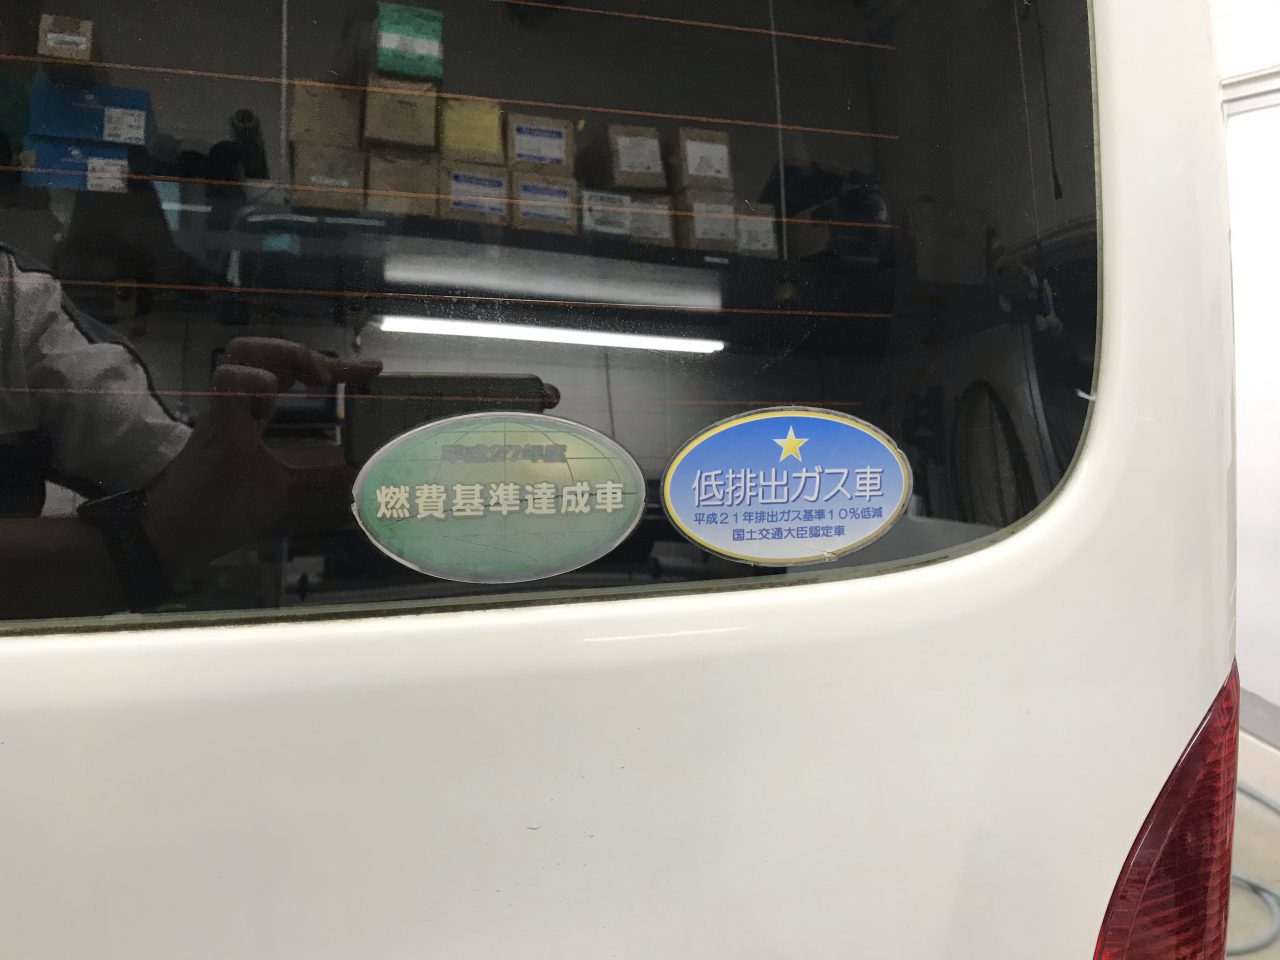 平成27年度
燃費基準達成車
低排出ガス車
平成21年排出ガス基準10%低減
国土交通大臣認定車